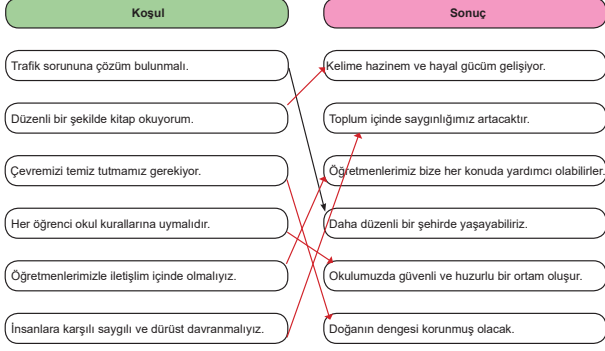 Koşul Sonuç
Trafik sorununa çözüm bulunmalı. Kelime hazinem ve hayal gücüm gelişiyor.
Düzenli bir şekilde kitap okuyorum. Toplum içinde saygınlığımız artacaktır.
Çevremizi temiz tutmamız gerekiyor. Öğretmenlerimiz bize her konuda yardımcı olabilirler.
Her öğrenci okul kurallarına uymalıdır. Daha düzenli bir şehirde yaşayabiliriz.
Öğretmenlerimizle iletişim içinde olmalıyız. Okulumuzda güvenli ve huzurlu bir ortam oluşur.
İnsanlara karşılı saygılı ve dürüst davranmalıyız. Doğanın dengesi korunmuş olacak.